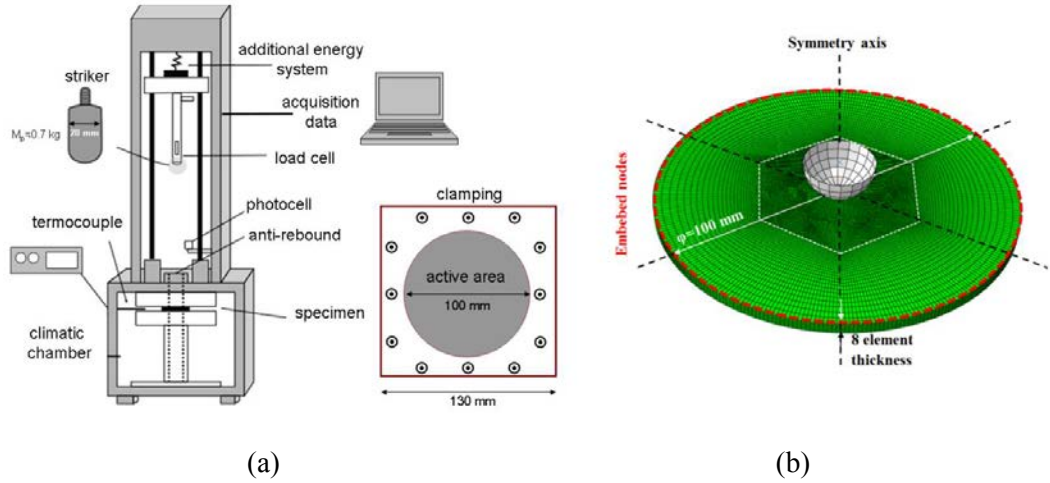 striker
Mp≈0.7 kg
20 mm
additional energy
system
acquisition
data
load cell
photocell
anti-rebound
termocouple
specimen
climatic
chamber
clamping
active area
100 mm
130 mm
(a)
Symmetry axis
Embebed nodes
φ=100 mm
8 element
thickness
(b)